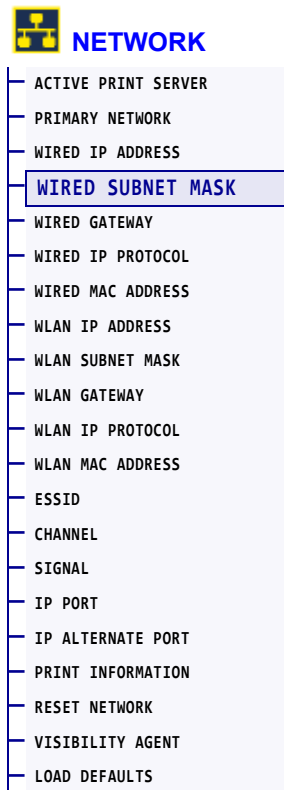 NETWORK
ACTIVE PRINT SERVER
PRIMARY NETWORK
WIRED IP ADDRESS
WIRED SUBNET MASK
WIRED GATEWAY
WIRED IP PROTOCOL
WIRED MAC ADDRESS
WLAN IP ADDRESS
WLAN SUBNET MASK
WLAN GATEWAY
WLAN IP PROTOCOL
WLAN MAC ADDRESS
ESSID
CHANNEL
SIGNAL
IP PORT
IP ALTERNATE PORT
PRINT INFORMATION
RESET NETWORK
VISIBILITY AGENT
LOAD DEFAULTS